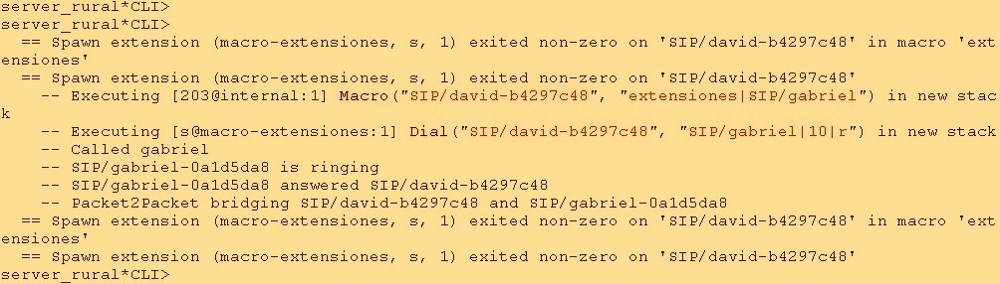 server_rural*CLI>
server_rural*CLI>
  == Spawn extension (macro-extensiones, s, 1) exited non-zero on 'SIP/david-b4297c48' in macro 'ext
ensiones'
  == Spawn extension (macro-extensiones, s, 1) exited non-zero on 'SIP/david-b4297c48'
    -- Executing [203@internal:1] Macro("SIP/david-b4297c48", "extensiones|SIP/gabriel") in new stac
k
    -- Executing [s@macro-extensiones:1] Dial("SIP/david-b4297c48", "SIP/gabriel|10|r") in new stack
    -- Called gabriel
    -- SIP/gabriel-0a1d5da8 is ringing
    -- SIP/gabriel-0a1d5da8 answered SIP/david-b4297c48
    -- Packet2Packet bridging SIP/david-b4297c48 and SIP/gabriel-0a1d5da8
  == Spawn extension (macro-extensiones, s, 1) exited non-zero on 'SIP/david-b4297c48' in macro 'ext
ensiones'
  == Spawn extension (macro-extensiones, s, 1) exited non-zero on 'SIP/david-b4297c48'
server_rural*CLI>